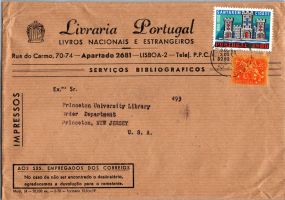 Livraria Portugal
LIVROS NACIONAIS E ESTRANGEIROS
Rua do Carmo, 70-74 — Apartado 2681 — LISBOA-2 — Telef. P.P.C.
SERVIÇOS BIBLIOGRÁFICOS
PORTUGAL
IMPRESSOS
Ex.mo Sr.
493
Princeton University Library
Order Department
Princeton, NEW JERSEY
U. S. A.
AOS SRS. EMPREGADOS DOS CORREIOS
No caso de não ser encontrado o destinatário,
agradecemos a devolução para o remetente.